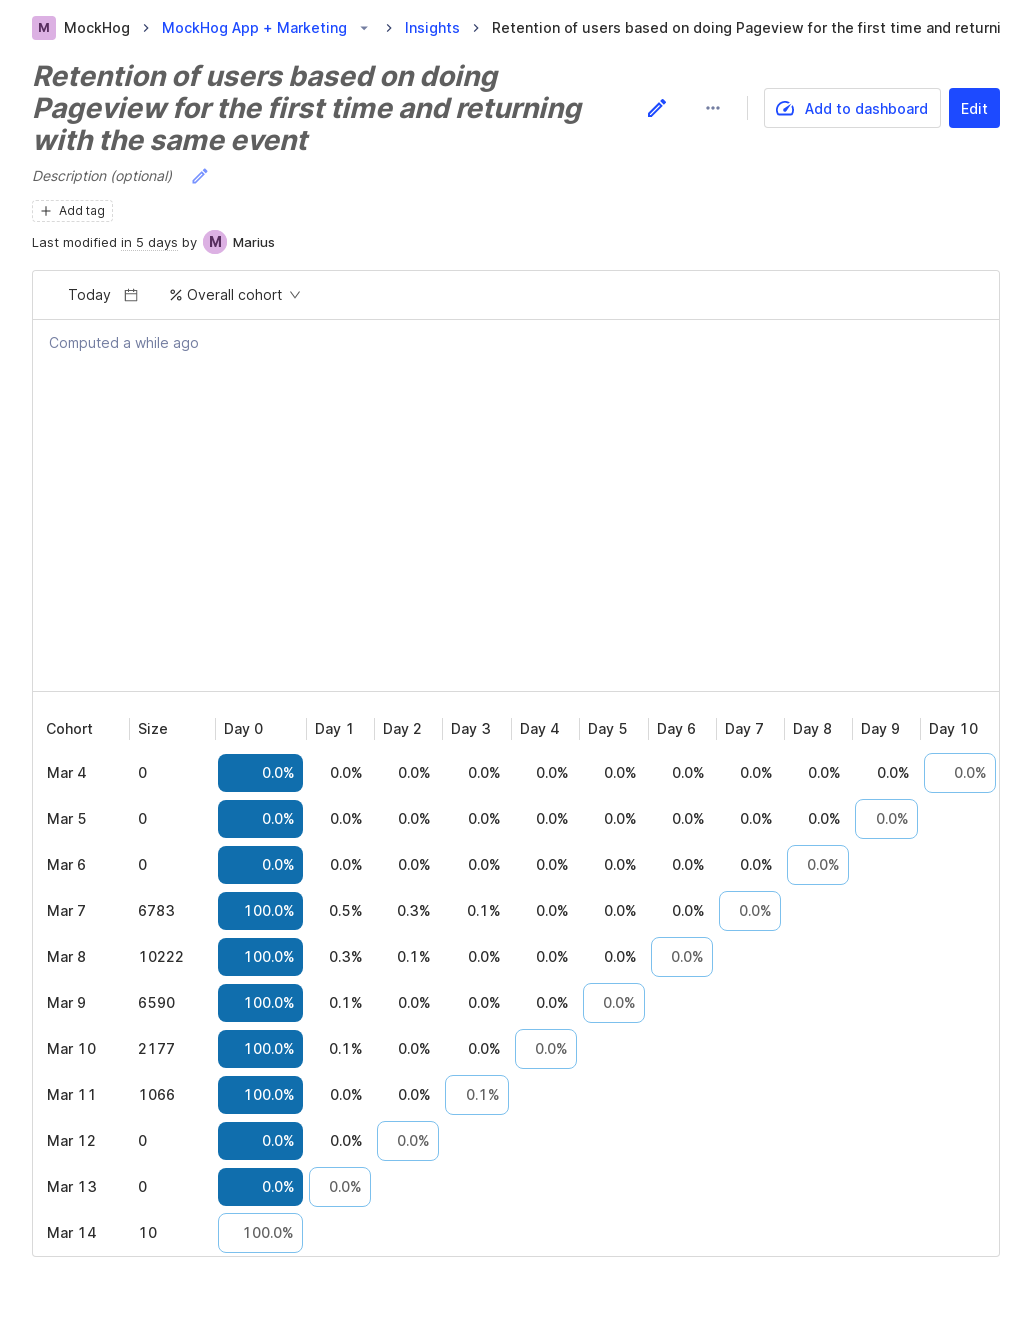 M MockHog > MockHog App + Marketing > Insights > Retention of users based on doing Pageview for the first time and returni
Retention of users based on doing
Pageview for the first time and returning
with the same event
Add to dashboard Edit
Description (optional)
+ Add tag
Last modified in 5 days by M Marius
Today % Overall cohort
Computed a while ago
Cohort Size Day 0 Day 1 Day 2 Day 3 Day 4 Day 5 Day 6 Day 7 Day 8 Day 9 Day 10
Mar 4 0 0.0% 0.0% 0.0% 0.0% 0.0% 0.0% 0.0% 0.0% 0.0% 0.0% 0.0%
Mar 5 0 0.0% 0.0% 0.0% 0.0% 0.0% 0.0% 0.0% 0.0% 0.0% 0.0%
Mar 6 0 0.0% 0.0% 0.0% 0.0% 0.0% 0.0% 0.0% 0.0% 0.0%
Mar 7 6783 100.0% 0.5% 0.3% 0.1% 0.0% 0.0% 0.0% 0.0%
Mar 8 10222 100.0% 0.3% 0.1% 0.0% 0.0% 0.0% 0.0%
Mar 9 6590 100.0% 0.1% 0.0% 0.0% 0.0% 0.0%
Mar 10 2177 100.0% 0.1% 0.0% 0.0% 0.0%
Mar 11 1066 100.0% 0.0% 0.0% 0.1%
Mar 12 0 0.0% 0.0% 0.0%
Mar 13 0 0.0% 0.0%
Mar 14 10 100.0%